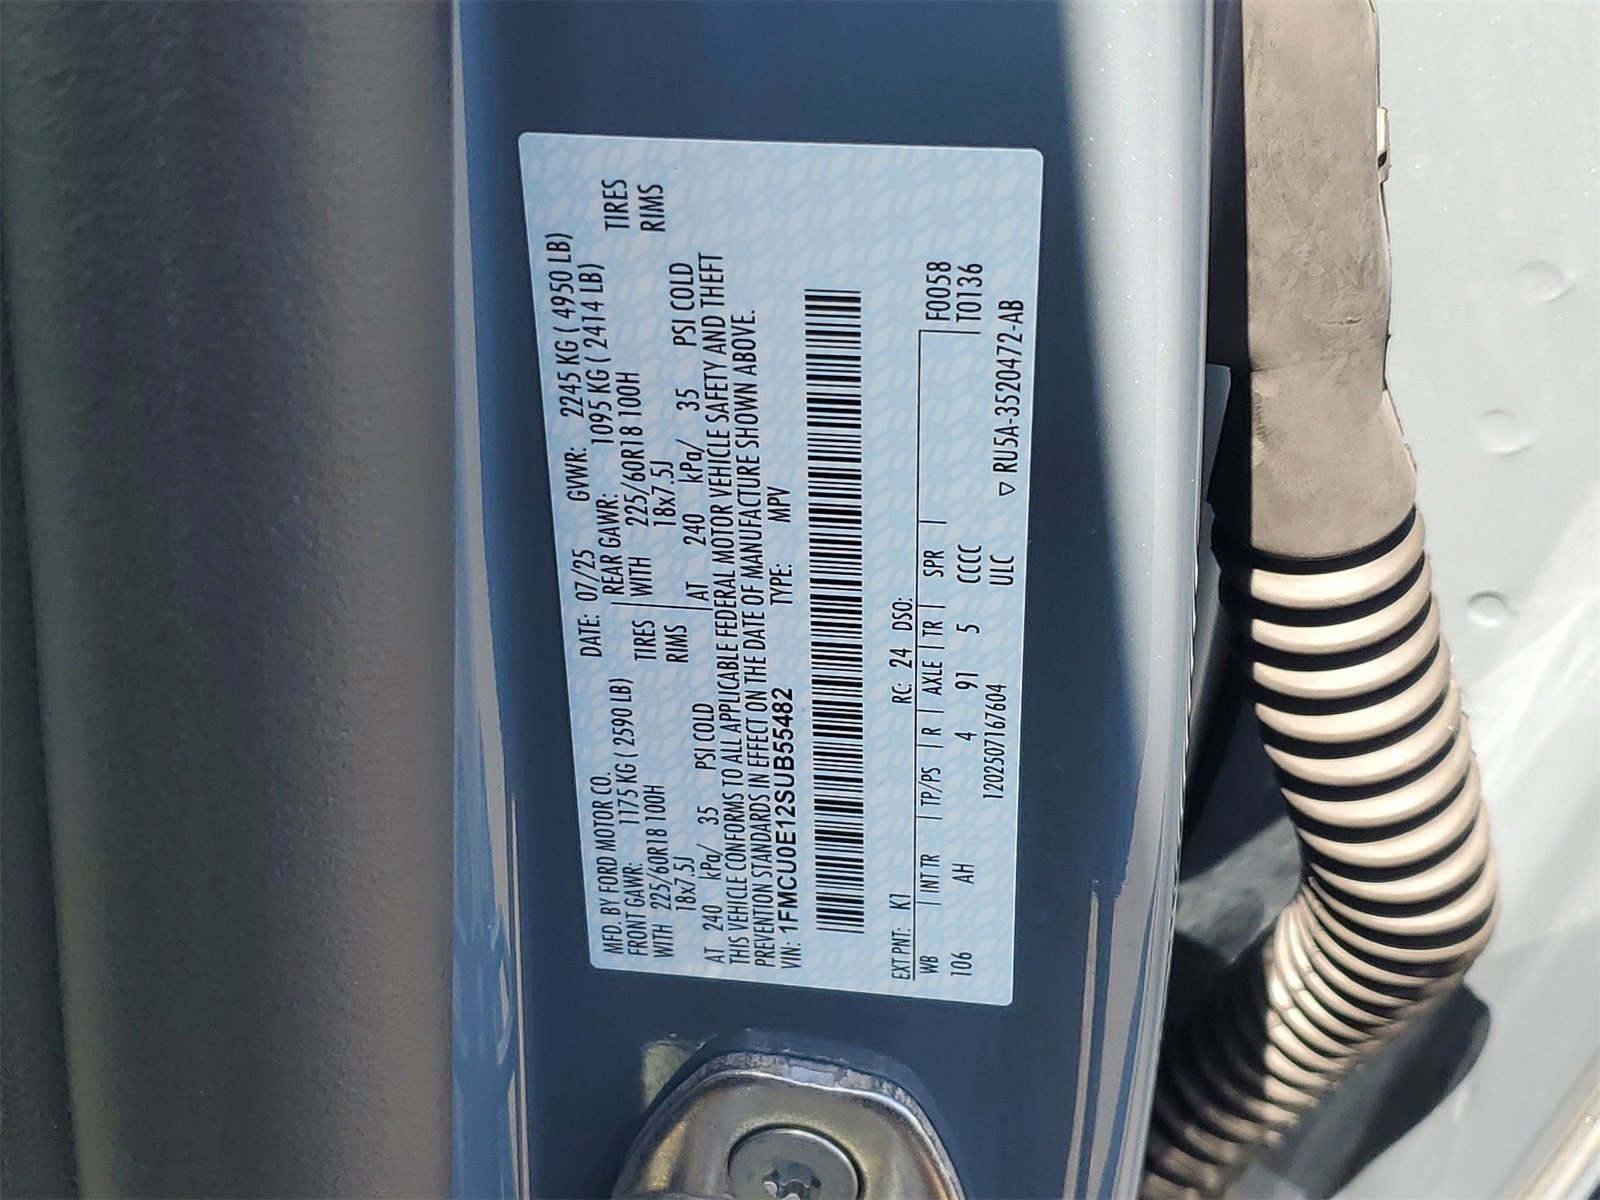 MFD. BY FORD MOTOR CO. DATE: 07/25 GVWR: 2245 KG ( 4950 LB)
FRONT GAWR: 1175 KG ( 2590 LB) REAR GAWR: 1095 KG ( 2414 LB)
WITH 225/60R18 100H TIRES WITH 225/60R18 100H TIRES
18x7.5J RIMS 18x7.5J RIMS
AT 240 kPa/ 35 PSI COLD AT 240 kPa/ 35 PSI COLD
THIS VEHICLE CONFORMS TO ALL APPLICABLE FEDERAL MOTOR VEHICLE SAFETY AND THEFT
PREVENTION STANDARDS IN EFFECT ON THE DATE OF MANUFACTURE SHOWN ABOVE.
VIN: 1FMCU0E12SUB55482 TYPE: MPV
EXT PNT: K1 RC: 24 DSO:
WB INT TR TP/PS R AXLE TR SPR F0058
106 AH 4 91 5 CCCC T0136
1202507167604 ULC ▽ RU5A-3520472-AB